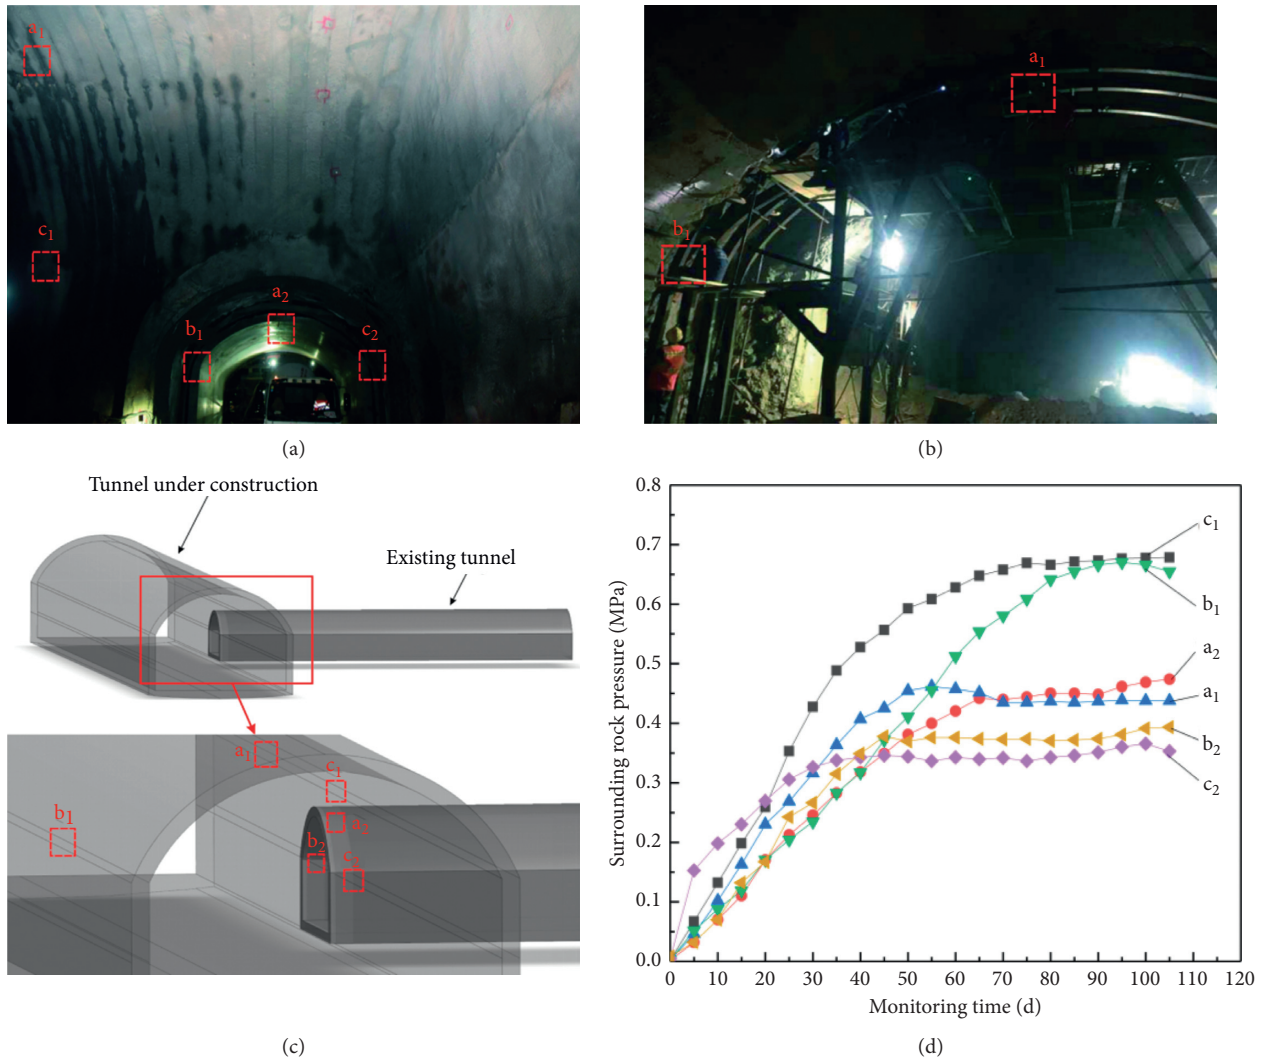 a1
c1
a2
b1
c2
(a)
a1
b1
(b)
Tunnel under construction
Existing tunnel
a1
c1
b1
a2
b2
c2
(c)
0.8
0.7
0.6
0.5
0.4
0.3
0.2
0.1
0.0
Surrounding rock pressure (MPa)
c1
b1
a2
a1
b2
c2
0 10 20 30 40 50 60 70 80 90 100 110 120
Monitoring time (d)
(d)